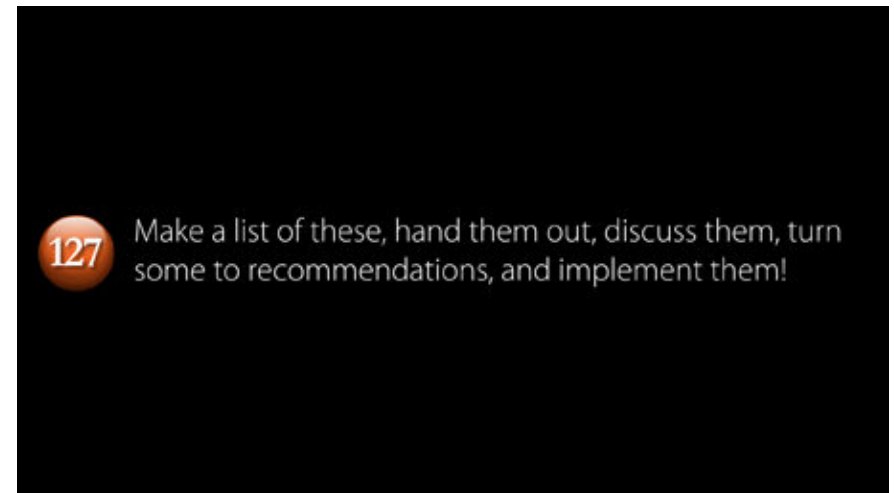 127
Make a list of these, hand them out, discuss them, turn
some to recommendations, and implement them!